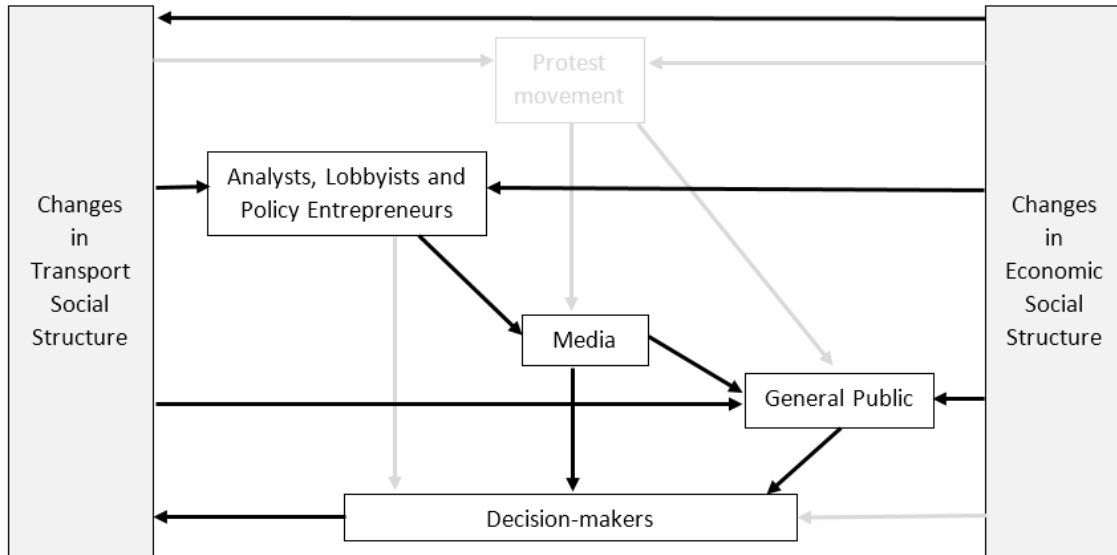 Protest
movement
Analysts, Lobbyists and
Policy Entrepreneurs
Changes
in
Transport
Social
Structure
Changes
in
Economic
Social
Structure
Media
General Public
Decision-makers